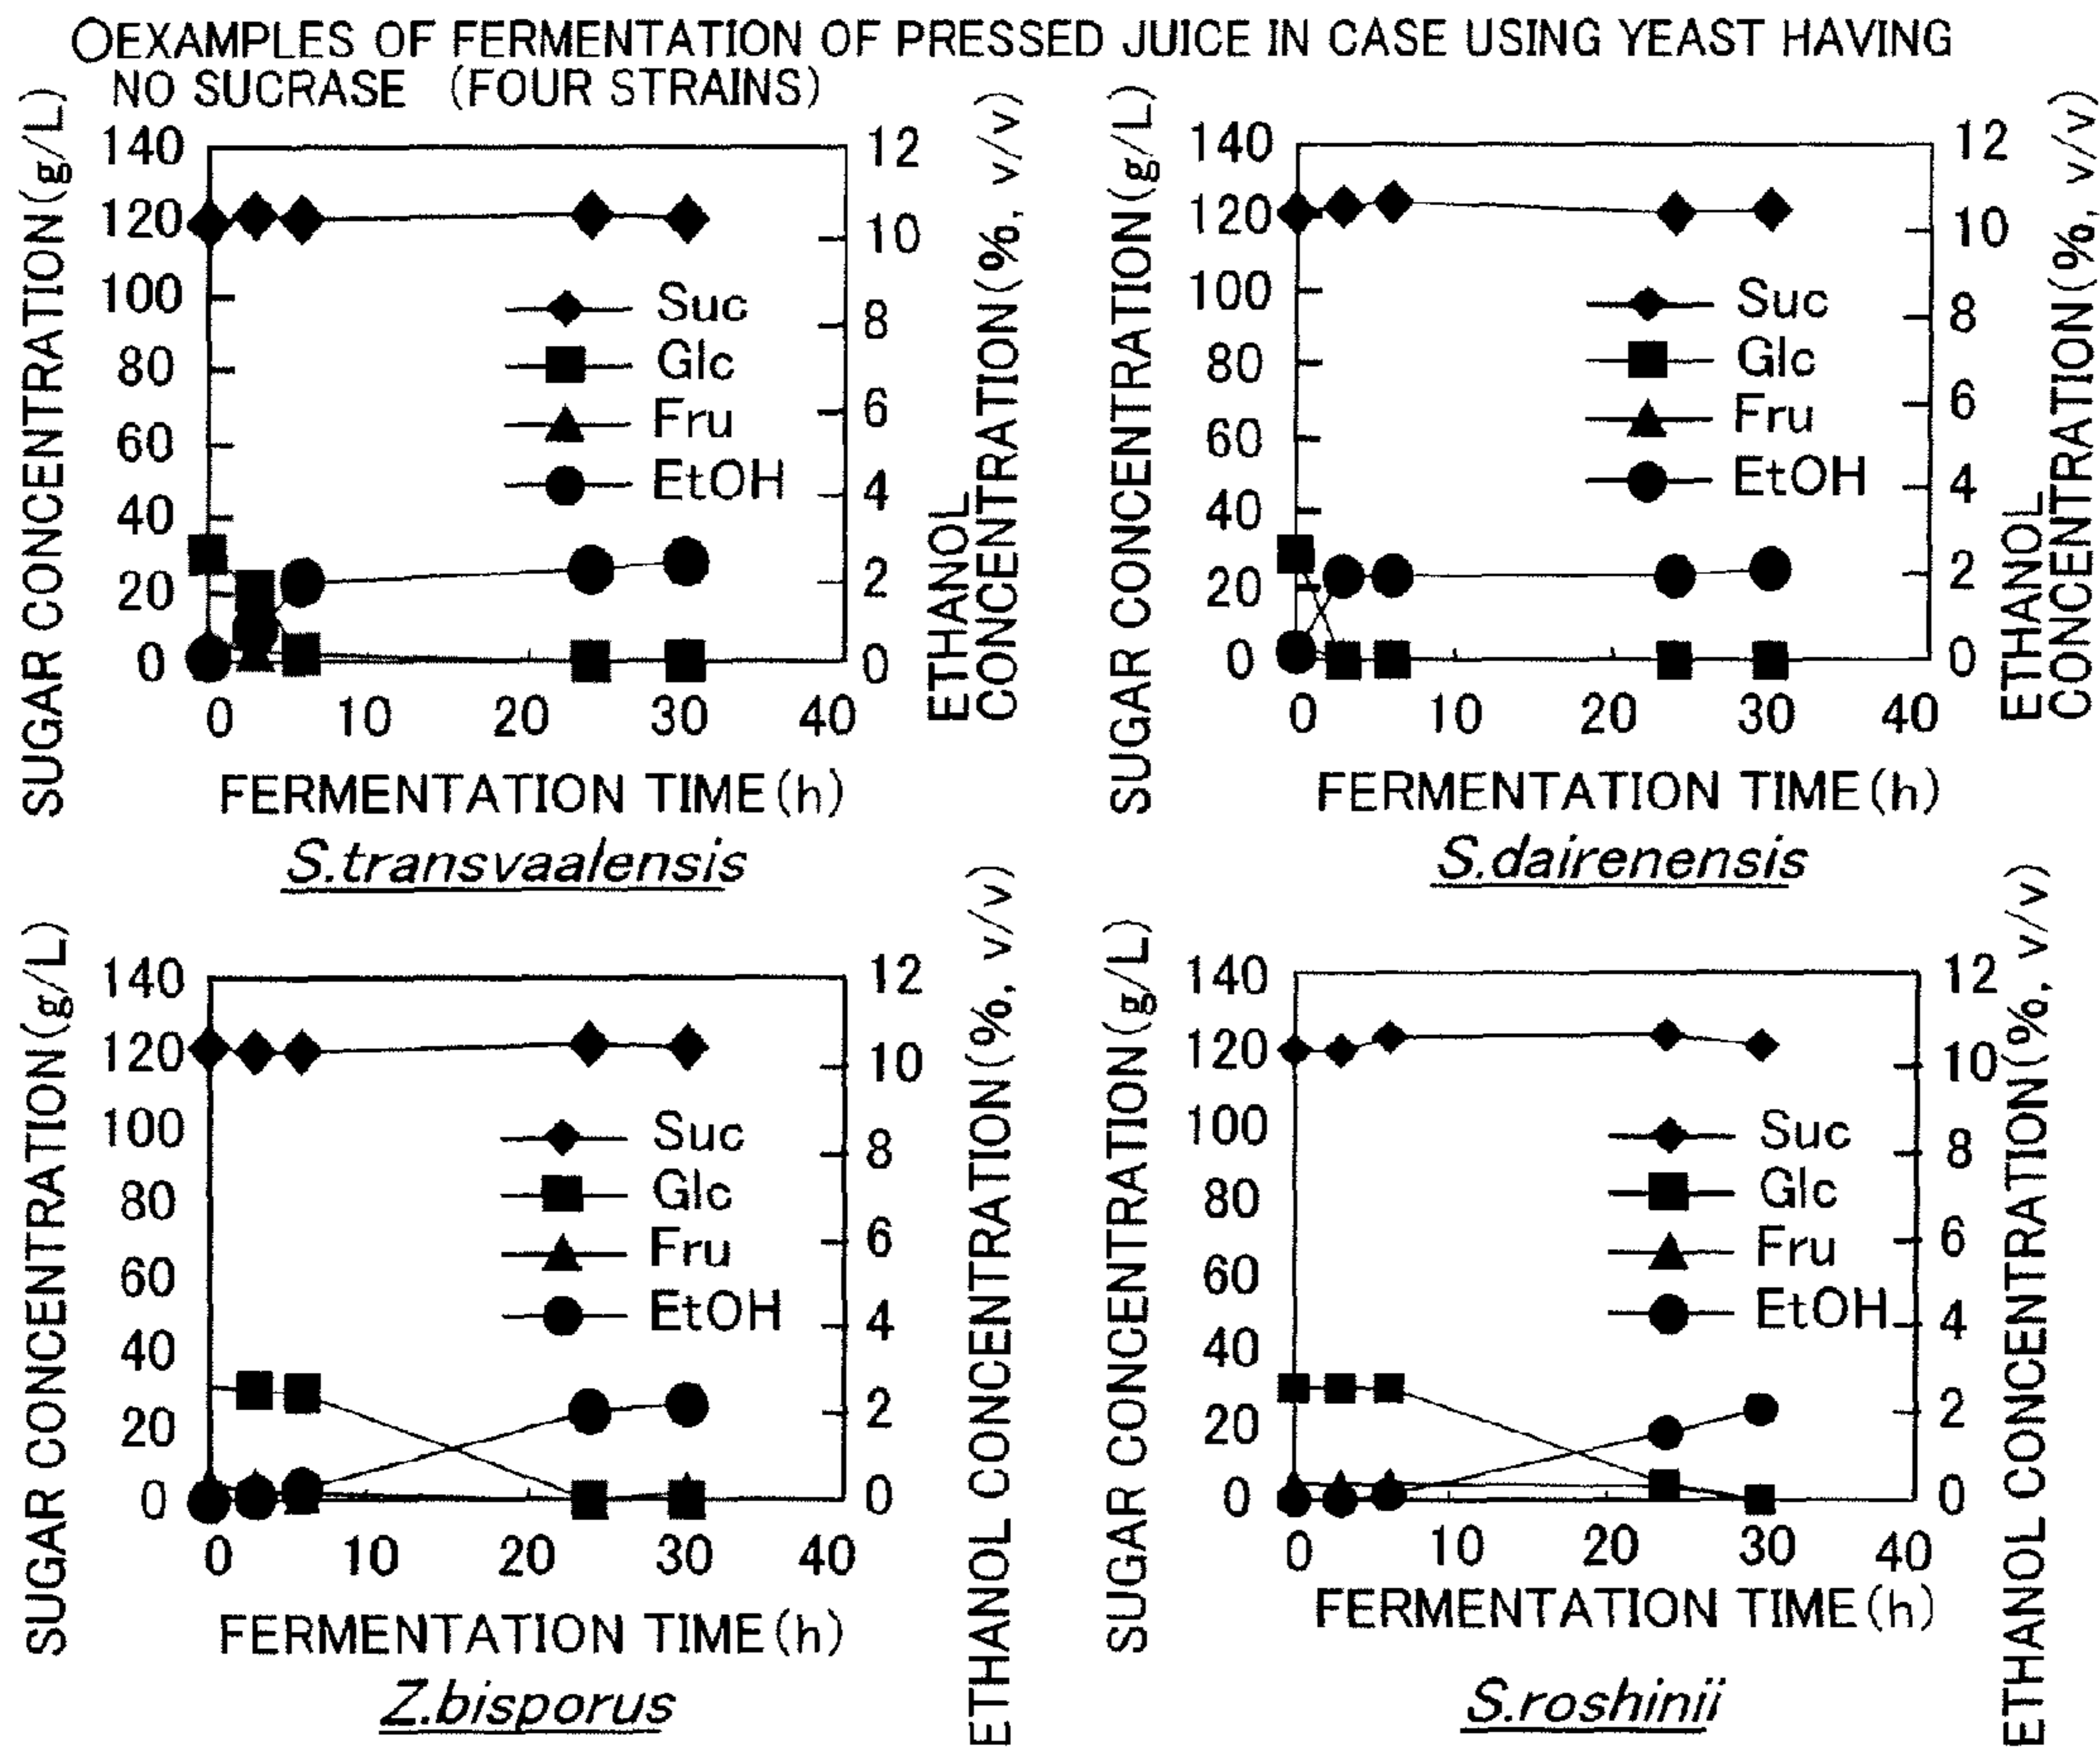 ○EXAMPLES OF FERMENTATION OF PRESSED JUICE IN CASE USING YEAST HAVING
NO SUCRASE (FOUR STRAINS)
SUGAR CONCENTRATION(g/L)
140
120
100
80
60
40
20
0
12
10
8
6
4
2
0
ETHANOL
CONCENTRATION(%, v/v)
Suc
Glc
Fru
EtOH
0 10 20 30 40
FERMENTATION TIME(h)
S.transvaalensis
SUGAR CONCENTRATION(g/L)
140
120
100
80
60
40
20
0
12
10
8
6
4
2
0
ETHANOL
CONCENTRATION(%, v/v)
Suc
Glc
Fru
EtOH
0 10 20 30 40
FERMENTATION TIME(h)
S.dairenensis
SUGAR CONCENTRATION(g/L)
140
120
100
80
60
40
20
0
12
10
8
6
4
2
0
ETHANOL CONCENTRATION(%, v/v)
Suc
Glc
Fru
EtOH
0 10 20 30 40
FERMENTATION TIME(h)
Z.bisporus
SUGAR CONCENTRATION(g/L)
140
120
100
80
60
40
20
0
12
10
8
6
4
2
0
ETHANOL CONCENTRATION(%, v/v)
Suc
Glc
Fru
EtOH
0 10 20 30 40
FERMENTATION TIME(h)
S.roshinii